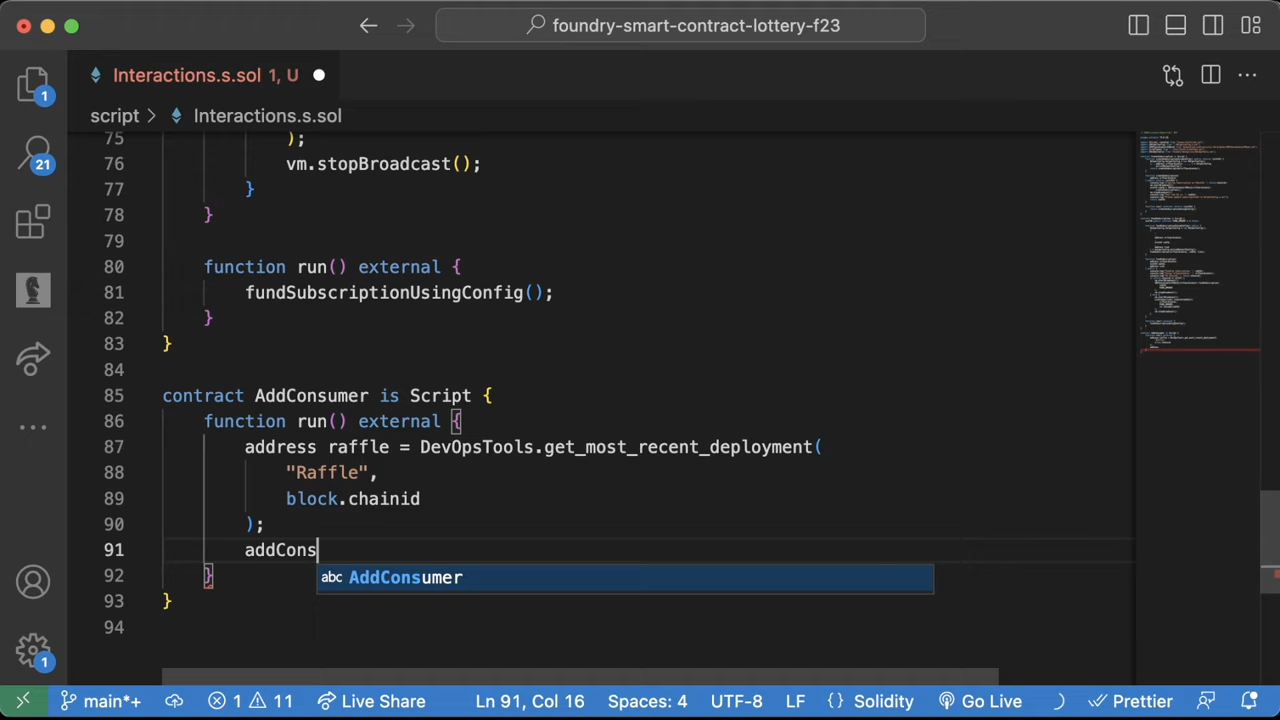 foundry-smart-contract-lottery-f23
Interactions.s.sol 1, U
script > Interactions.s.sol
1
21
75 );
76 vm.stopBroadcast();
77 }
78 }
79
80 function run() external {
81 fundSubscriptionUsingConfig();
82 }
83 }
84
85 contract AddConsumer is Script {
86 function run() external {
87 address raffle = DevOpsTools.get_most_recent_deployment(
88 "Raffle",
89 block.chainid
90 );
91 addCons
abc AddConsumer
92 }
93 }
94
1
main*+ 1 11 Live Share Ln 91, Col 16 Spaces: 4 UTF-8 LF {} Solidity Go Live Prettier